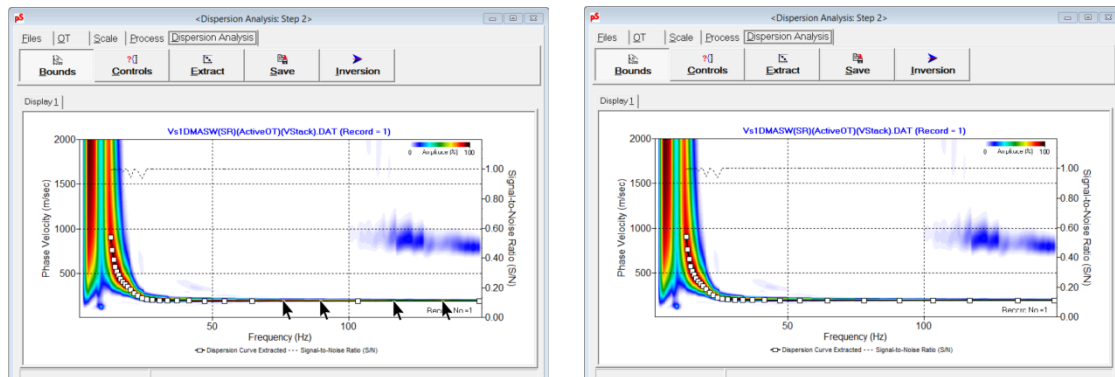 pS <Dispersion Analysis: Step 2>
Files OT Scale Process Dispersion Analysis
Bounds Controls Extract Save Inversion
Display 1
Vs1DMASW(SR)(ActiveOT)(VStack).DAT (Record = 1)
0 Amplitude (%) 100
2000
1500
1000
500
Phase Velocity (m/sec)
1.00
0.80
0.60
0.40
0.20
0.00
Signal-to-Noise Ratio (S/N)
Record No.=1
50 100
Frequency (Hz)
Dispersion Curve Extracted --- Signal-to-Noise Ratio (S/N)
pS <Dispersion Analysis: Step 2>
Files OT Scale Process Dispersion Analysis
Bounds Controls Extract Save Inversion
Display 1
Vs1DMASW(SR)(ActiveOT)(VStack).DAT (Record = 1)
0 Amplitude (%) 100
2000
1500
1000
500
Phase Velocity (m/sec)
1.00
0.80
0.60
0.40
0.20
0.00
Signal-to-Noise Ratio (S/N)
Record No.=1
50 100
Frequency (Hz)
Dispersion Curve Extracted --- Signal-to-Noise Ratio (S/N)